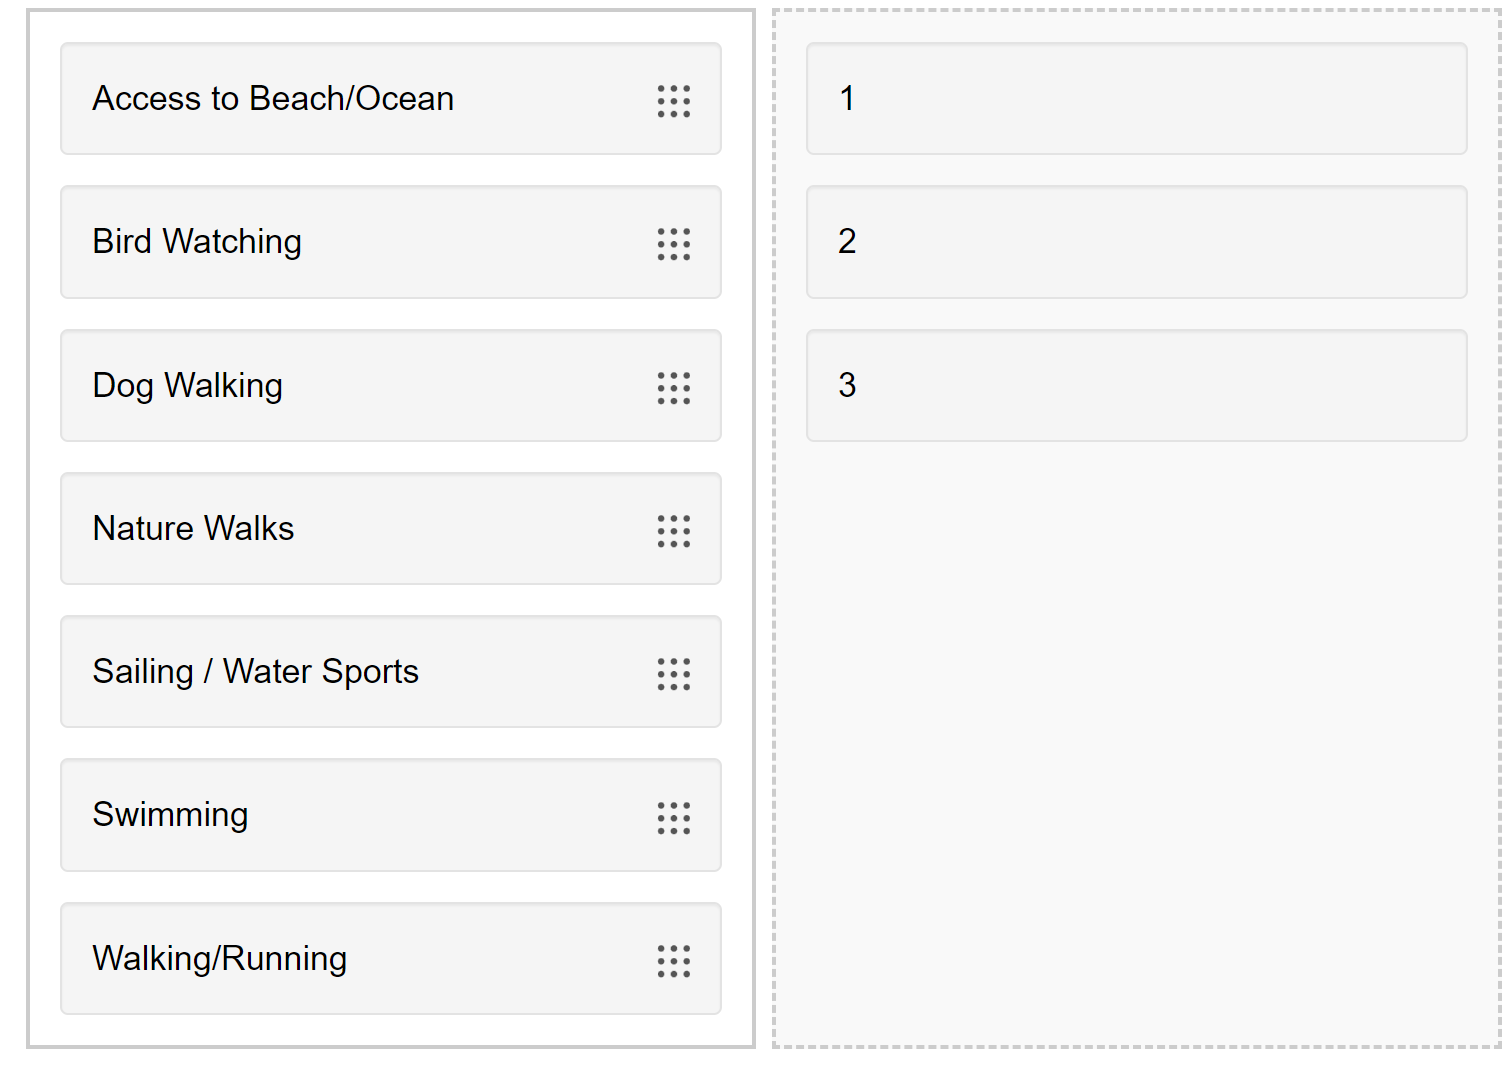 Access to Beach/Ocean
Bird Watching
Dog Walking
Nature Walks
Sailing / Water Sports
Swimming
Walking/Running
1
2
3